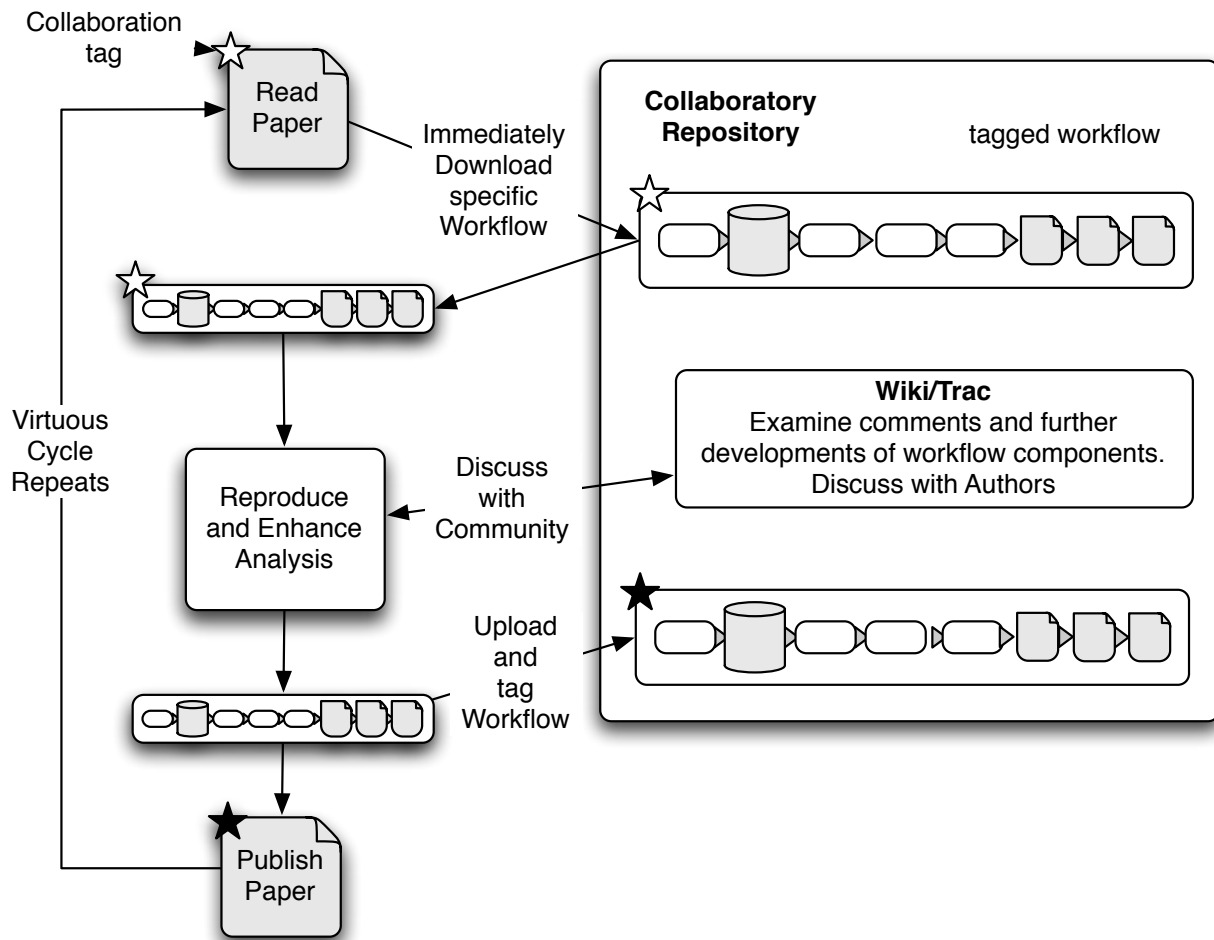 Collaboration
tag
Read
Paper
Immediately
Download
specific
Workflow
Collaboratory
Repository
tagged workflow
Virtuous
Cycle
Repeats
Reproduce
and Enhance
Analysis
Discuss
with
Community
Wiki/Trac
Examine comments and further
developments of workflow components.
Discuss with Authors
Upload
and
tag
Workflow
Publish
Paper